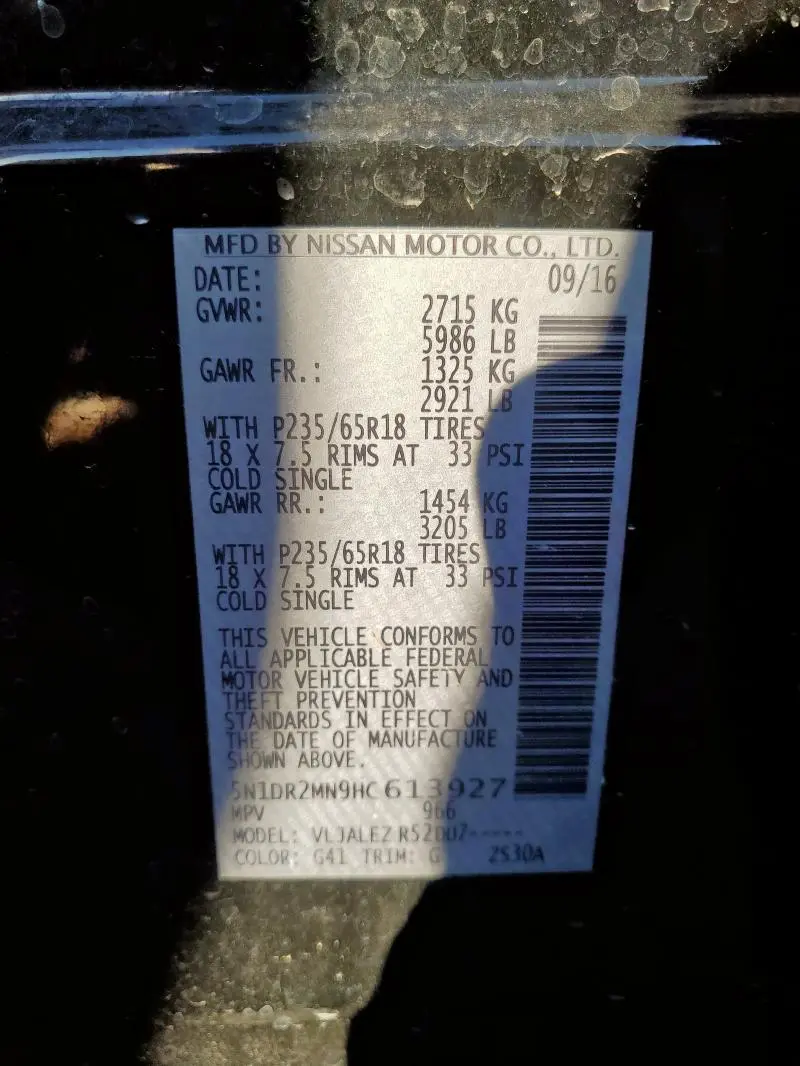 MFD BY NISSAN MOTOR CO., LTD.
DATE: 09/16
GVWR: 2715 KG
5986 LB
GAWR FR.: 1325 KG
2921 LB
WITH P235/65R18 TIRES
18 X 7.5 RIMS AT 33 PSI
COLD SINGLE
GAWR RR.: 1454 KG
3205 LB
WITH P235/65R18 TIRES
18 X 7.5 RIMS AT 33 PSI
COLD SINGLE
THIS VEHICLE CONFORMS TO
ALL APPLICABLE FEDERAL
MOTOR VEHICLE SAFETY AND
THEFT PREVENTION
STANDARDS IN EFFECT ON
THE DATE OF MANUFACTURE
SHOWN ABOVE.
5N1DR2MN9HC613927
MPV 966
MODEL:
COLOR: G41 TRIM: G 2S30A